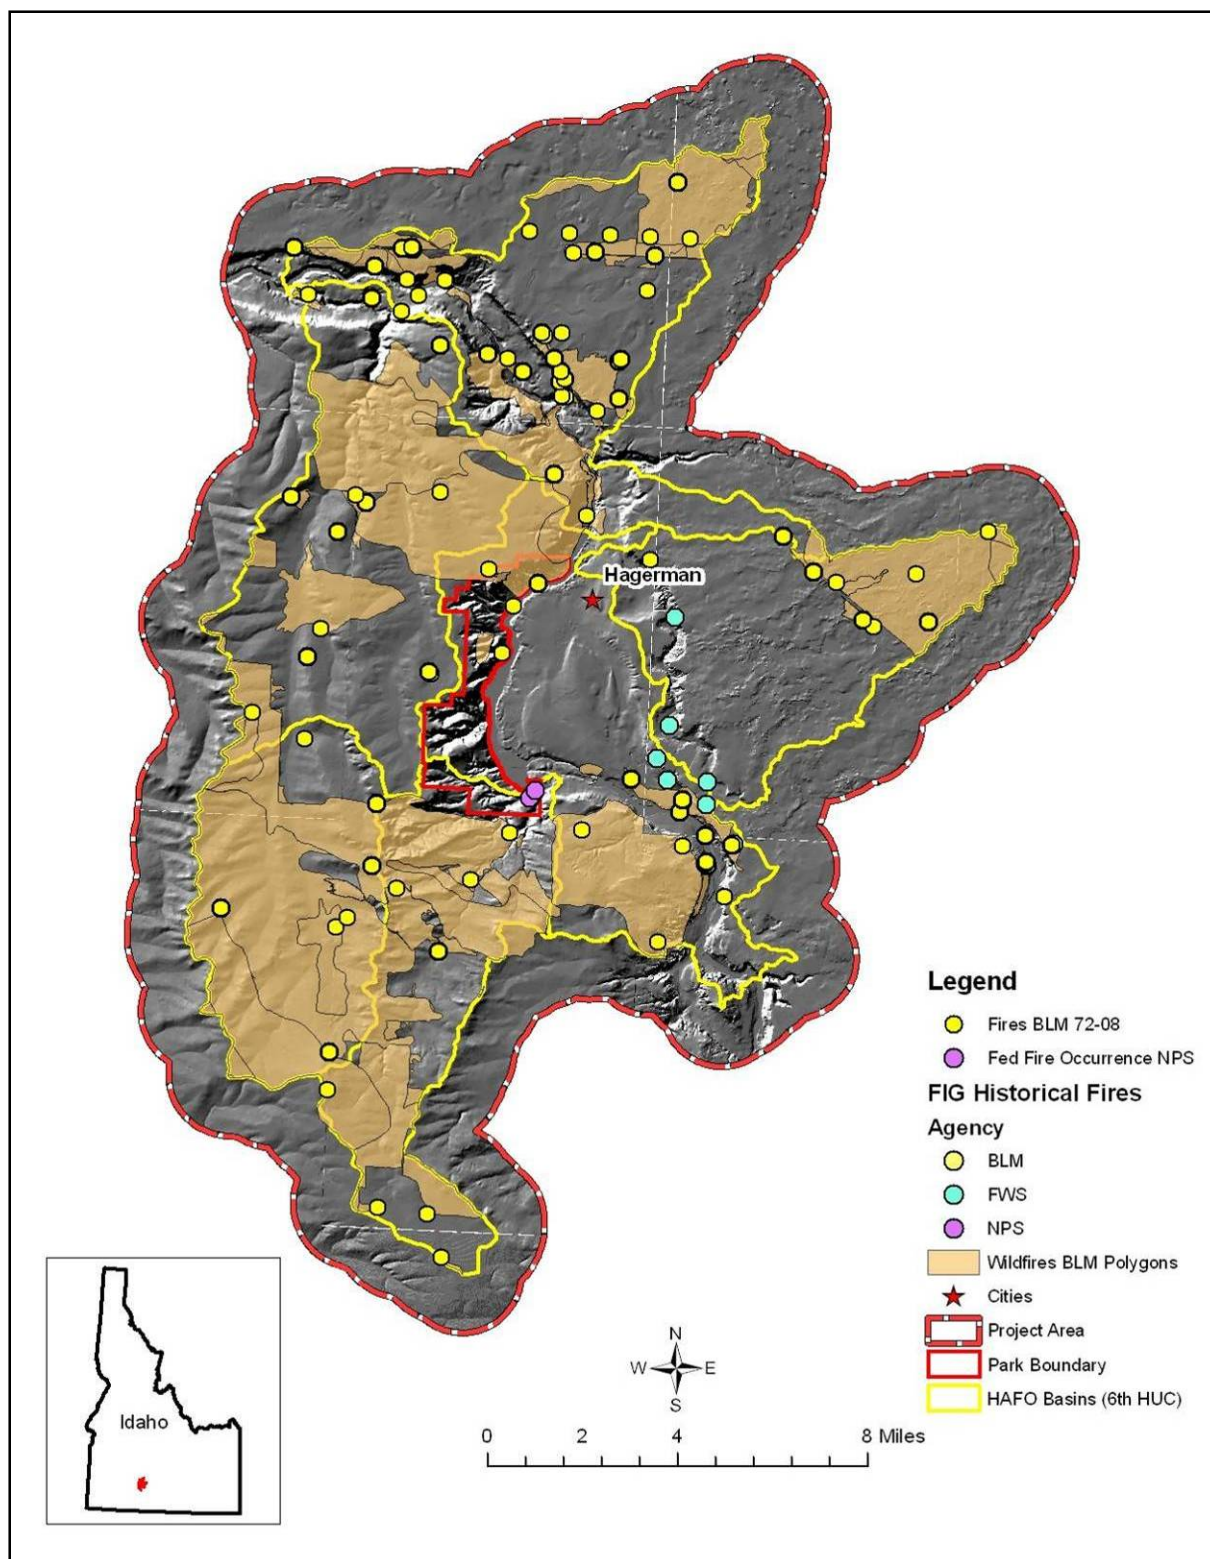 Hagerman
Legend
Fires BLM 72-08
Fed Fire Occurrence NPS
FIG Historical Fires
Agency
BLM
FWS
NPS
Wildfires BLM Polygons
Cities
Project Area
Park Boundary
HAFO Basins (6th HUC)
N
W E
S
0 2 4 8 Miles
Idaho